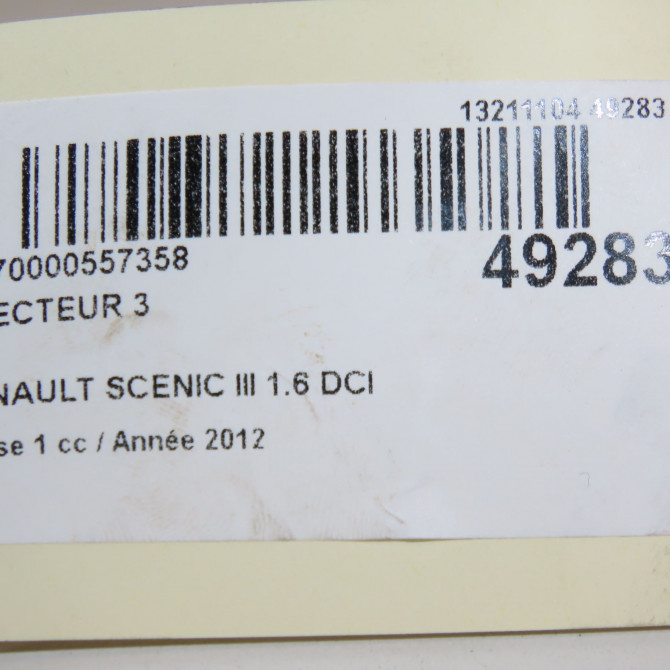 13211104 49283
70000557358
49283
ECTEUR 3
NAULT SCENIC III 1.6 DCI
se 1 cc / Année 2012